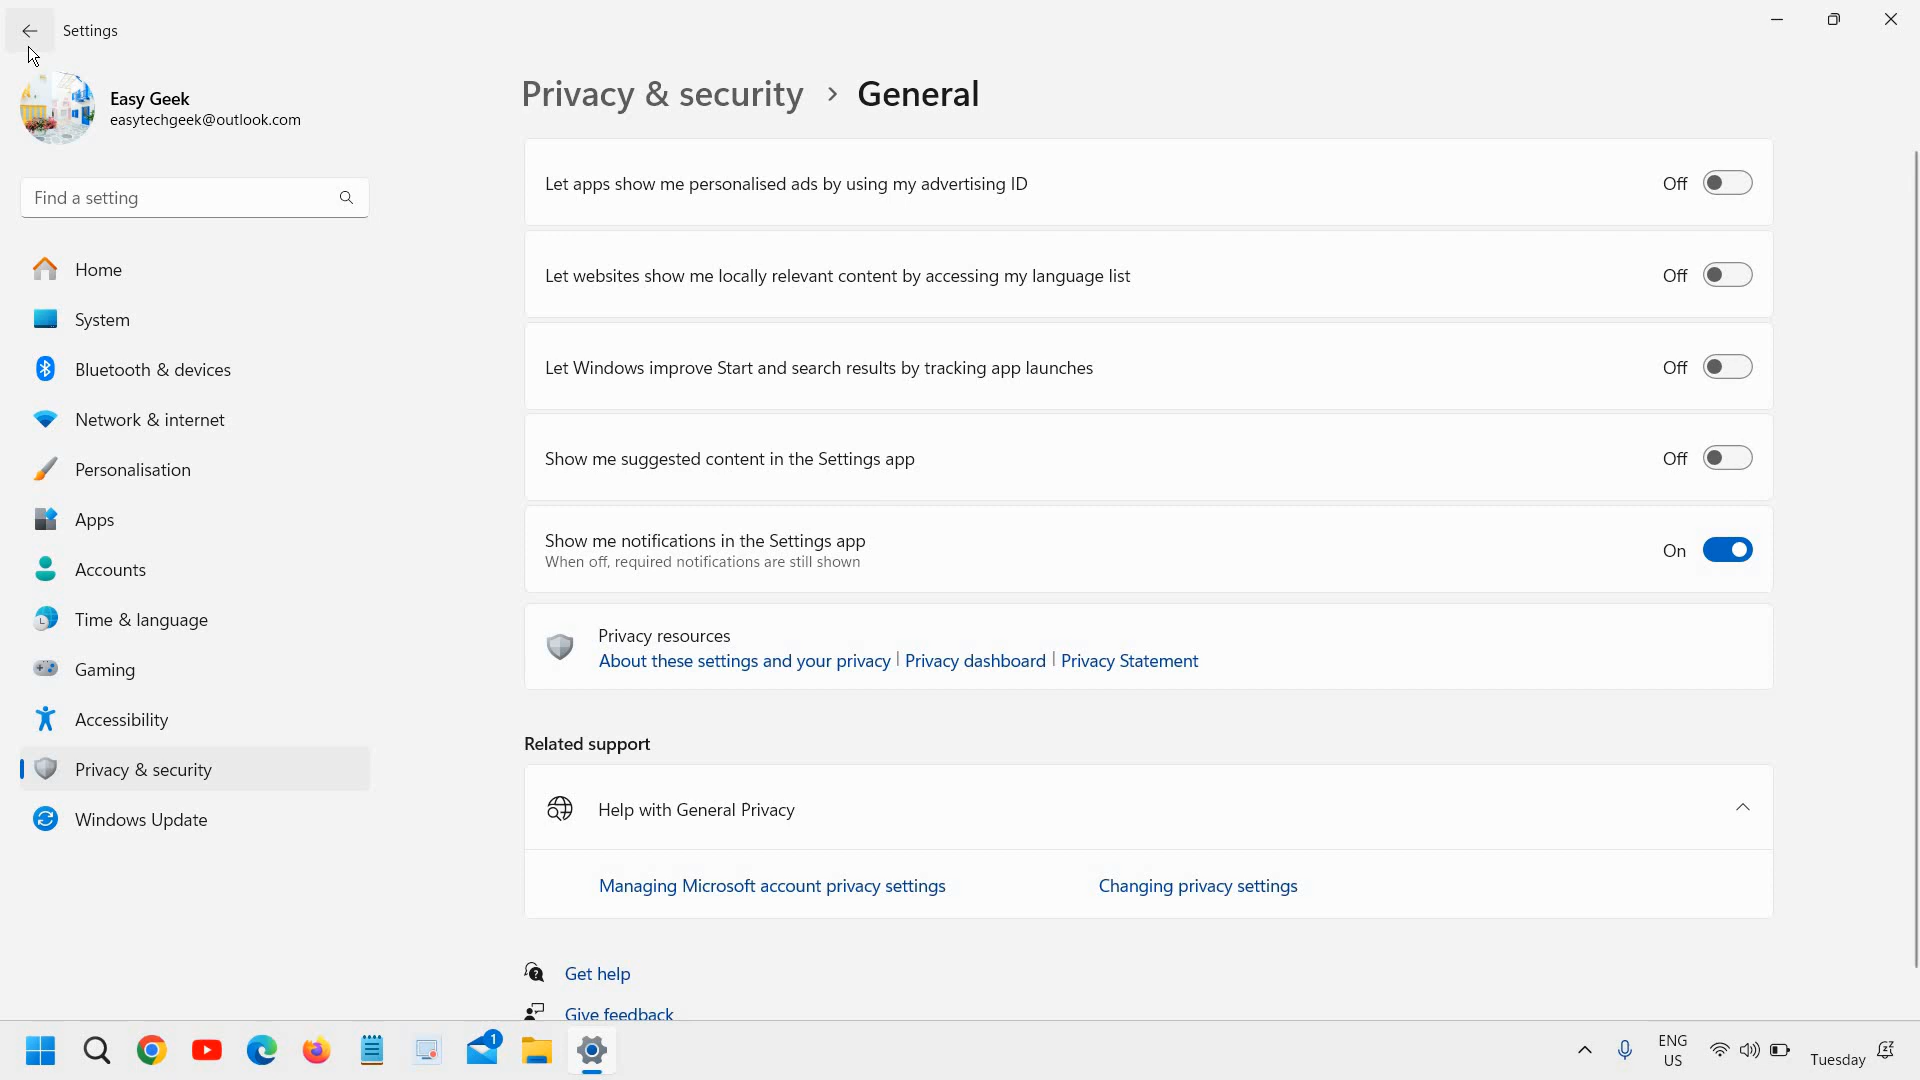 Settings
Easy Geek
easytechgeek@outlook.com
Find a setting
Home
System
Bluetooth & devices
Network & internet
Personalisation
Apps
Accounts
Time & language
Gaming
Accessibility
Privacy & security
Windows Update
Privacy & security › General
Let apps show me personalised ads by using my advertising ID Off
Let websites show me locally relevant content by accessing my language list Off
Let Windows improve Start and search results by tracking app launches Off
Show me suggested content in the Settings app Off
Show me notifications in the Settings app On
When off, required notifications are still shown
Privacy resources
About these settings and your privacy | Privacy dashboard | Privacy Statement
Related support
Help with General Privacy
Managing Microsoft account privacy settings Changing privacy settings
Get help
Give feedback
1
ENG
US
Tuesday